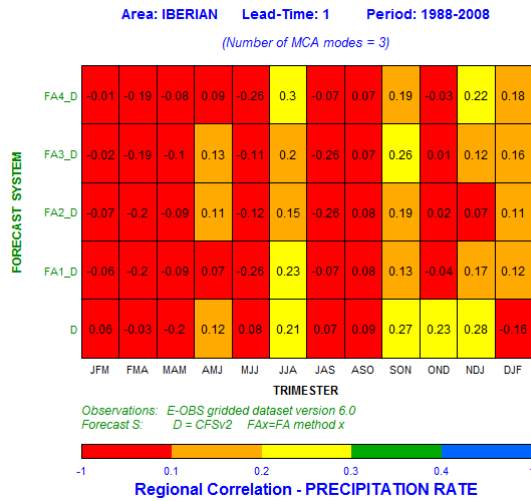 Area: IBERIAN Lead-Time: 1 Period: 1988-2008
(Number of MCA modes = 3)
FORECAST SYSTEM
FA4_D -0.01 -0.19 -0.08 0.09 -0.26 0.3 -0.07 0.07 0.19 -0.03 0.22 0.18
FA3_D -0.02 -0.19 -0.1 0.13 -0.11 0.2 -0.26 0.07 0.26 0.01 0.12 0.16
FA2_D -0.07 -0.2 -0.09 0.11 -0.12 0.15 -0.26 0.08 0.19 0.02 0.07 0.11
FA1_D -0.06 -0.2 -0.09 0.07 -0.26 0.23 -0.07 0.08 0.13 -0.04 0.17 0.12
D 0.06 -0.03 -0.2 0.12 0.08 0.21 0.07 0.09 0.27 0.23 0.28 -0.16
JFM FMA MAM AMJ MJJ JJA JAS ASO SON OND NDJ DJF
TRIMESTER
Observations: E-OBS gridded dataset version 6.0
Forecast S: D = CFSv2 FAx=FA method x
-1 0.1 0.2 0.3 0.4 1
Regional Correlation - PRECIPITATION RATE